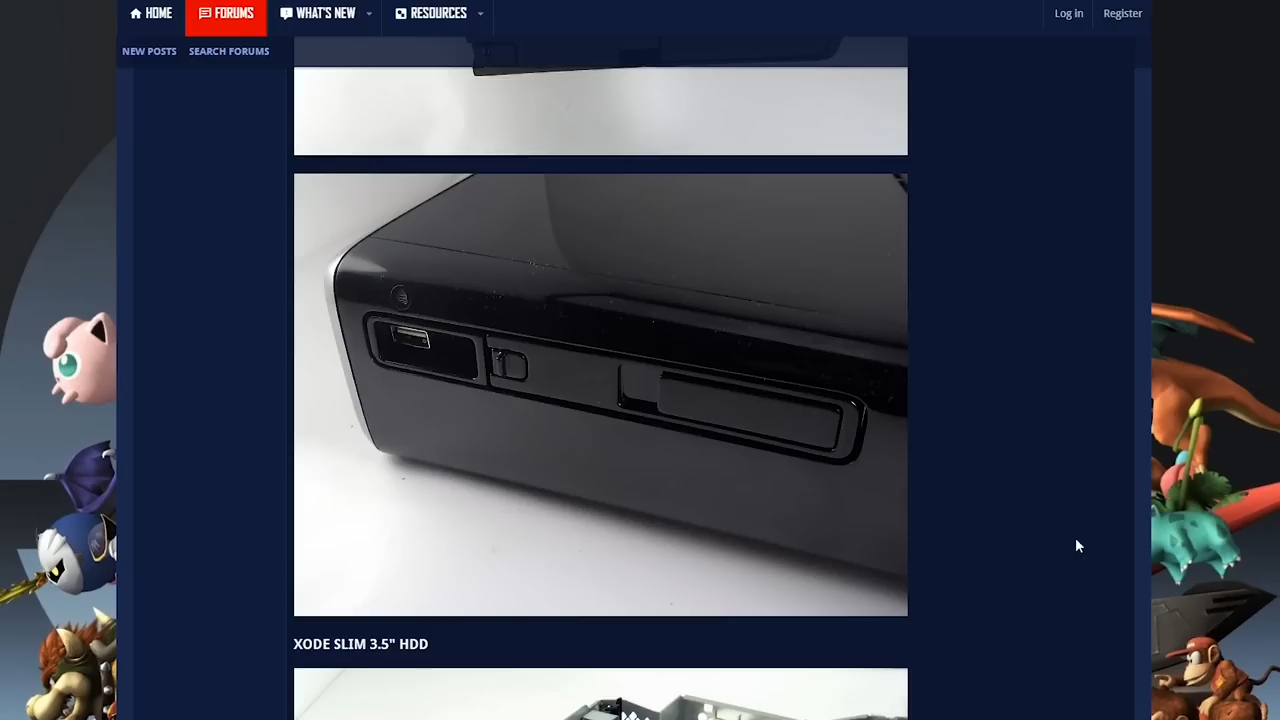 HOME FORUMS WHAT'S NEW RESOURCES Log in Register
NEW POSTS SEARCH FORUMS
XODE SLIM 3.5" HDD